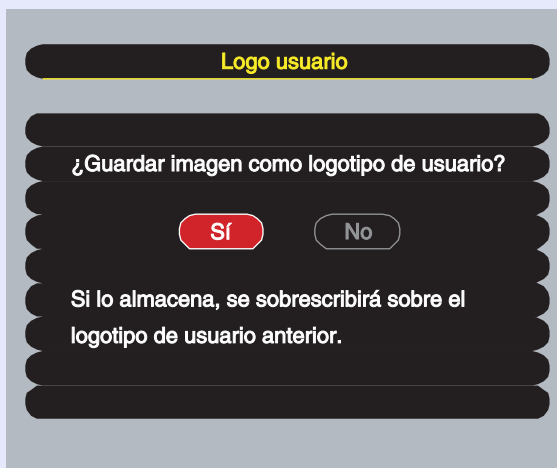 Logo usuario
¿Guardar imagen como logotipo de usuario?
Sí No
Si lo almacena, se sobrescribirá sobre el
logotipo de usuario anterior.